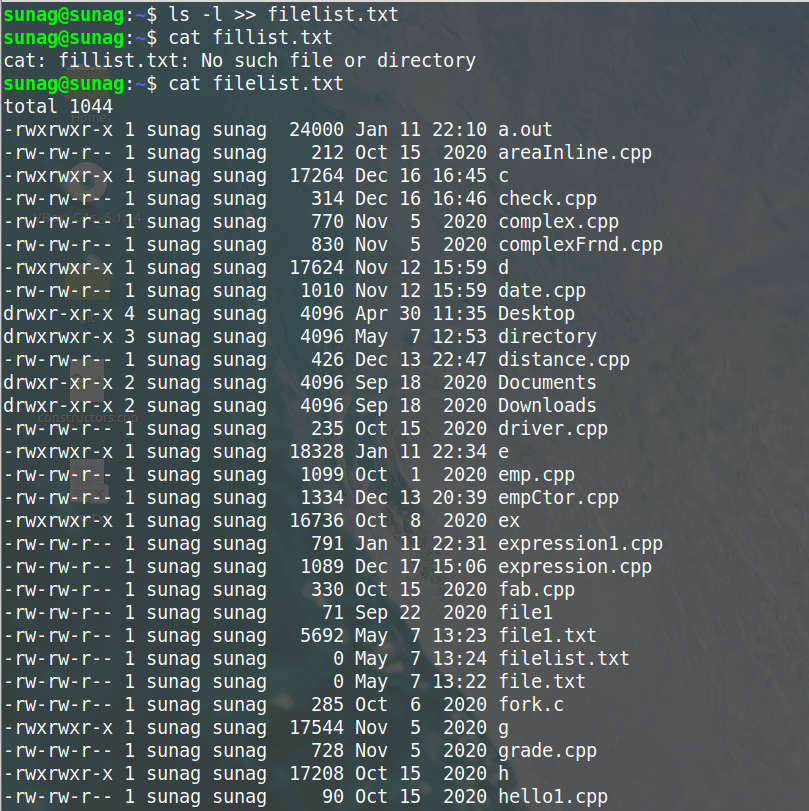 sunag@sunag:~$ ls -l >> filelist.txt
sunag@sunag:~$ cat fillist.txt
cat: fillist.txt: No such file or directory
sunag@sunag:~$ cat filelist.txt
total 1044
-rwxrwxr-x 1 sunag sunag  24000 Jan 11 22:10 a.out
-rw-rw-r-- 1 sunag sunag    212 Oct 15  2020 areaInline.cpp
-rwxrwxr-x 1 sunag sunag  17264 Dec 16 16:45 c
-rw-rw-r-- 1 sunag sunag    314 Dec 16 16:46 check.cpp
-rw-rw-r-- 1 sunag sunag    770 Nov  5  2020 complex.cpp
-rw-rw-r-- 1 sunag sunag    830 Nov  5  2020 complexFrnd.cpp
-rwxrwxr-x 1 sunag sunag  17624 Nov 12 15:59 d
-rw-rw-r-- 1 sunag sunag   1010 Nov 12 15:59 date.cpp
drwxr-xr-x 4 sunag sunag   4096 Apr 30 11:35 Desktop
drwxrwxr-x 3 sunag sunag   4096 May  7 12:53 directory
-rw-rw-r-- 1 sunag sunag    426 Dec 13 22:47 distance.cpp
drwxr-xr-x 2 sunag sunag   4096 Sep 18  2020 Documents
drwxr-xr-x 2 sunag sunag   4096 Sep 18  2020 Downloads
-rw-rw-r-- 1 sunag sunag    235 Oct 15  2020 driver.cpp
-rwxrwxr-x 1 sunag sunag  18328 Jan 11 22:34 e
-rw-rw-r-- 1 sunag sunag   1099 Oct  1  2020 emp.cpp
-rw-rw-r-- 1 sunag sunag   1334 Dec 13 20:39 empCtor.cpp
-rwxrwxr-x 1 sunag sunag  16736 Oct  8  2020 ex
-rw-rw-r-- 1 sunag sunag    791 Jan 11 22:31 expression1.cpp
-rw-rw-r-- 1 sunag sunag   1089 Dec 17 15:06 expression.cpp
-rw-rw-r-- 1 sunag sunag    330 Oct 15  2020 fab.cpp
-rw-rw-r-- 1 sunag sunag     71 Sep 22  2020 file1
-rw-rw-r-- 1 sunag sunag   5692 May  7 13:23 file1.txt
-rw-rw-r-- 1 sunag sunag      0 May  7 13:24 filelist.txt
-rw-rw-r-- 1 sunag sunag      0 May  7 13:22 file.txt
-rw-rw-r-- 1 sunag sunag    285 Oct  6  2020 fork.c
-rwxrwxr-x 1 sunag sunag  17544 Nov  5  2020 g
-rw-rw-r-- 1 sunag sunag    728 Nov  5  2020 grade.cpp
-rwxrwxr-x 1 sunag sunag  17208 Oct 15  2020 h
-rw-rw-r-- 1 sunag sunag     90 Oct 15  2020 hello1.cpp
Home
constructors.cpp